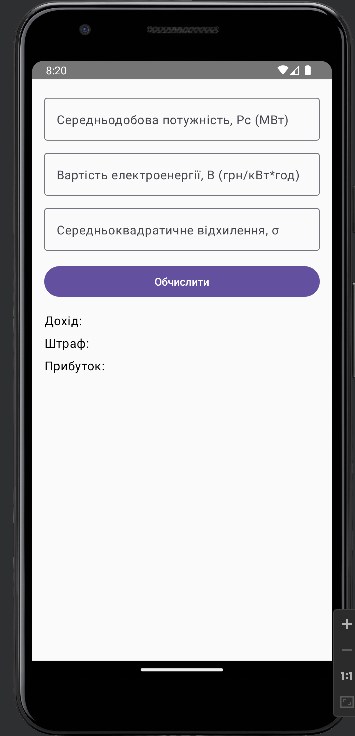 8:20
Середньодобова потужність, Pc (МВт)
Вартість електроенергії, В (грн/кВт*год)
Середньоквадратичне відхилення, σ
Обчислити
Дохід:
Штраф:
Прибуток:
1:1